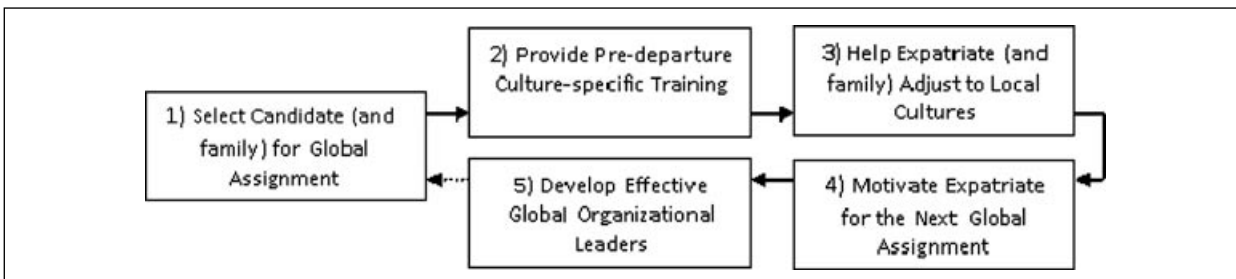 1) Select Candidate (and
family) for Global
Assignment
2) Provide Pre-departure
Culture-specific Training
3) Help Expatriate (and
family) Adjust to Local
Cultures
4) Motivate Expatriate
for the Next Global
Assignment
5) Develop Effective
Global Organizational
Leaders